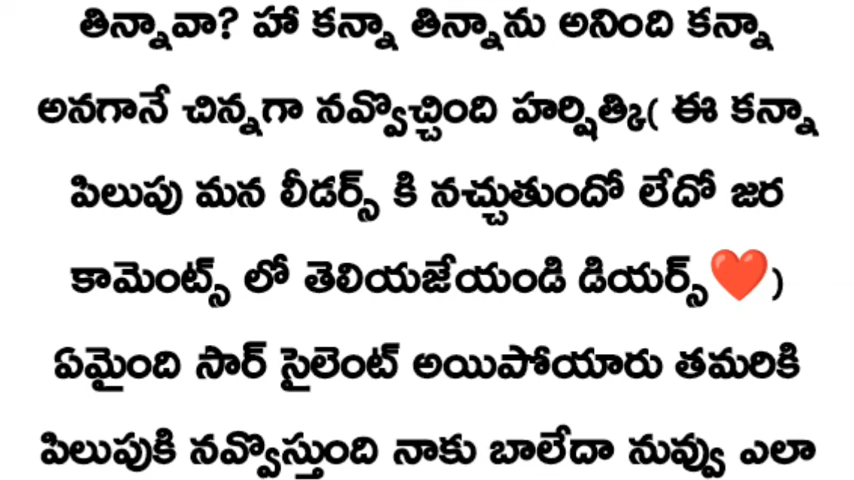 తిన్నావా? హా కన్నా తిన్నాను అనింది కన్నా
అనగానే చిన్నగా నవ్వొచ్చింది హర్షిత్కి( ఈ కన్నా
పిలుపు మన లీడర్స్ కి నచ్చుతుందో లేదో జర
కామెంట్స్ లో తెలియజేయండి డియర్స్❤️)
ఏమైంది సార్ సైలెంట్ అయిపోయారు తమరికి
పిలుపుకి నవ్వొస్తుంది నాకు బాలేదా నువ్వు ఎలా